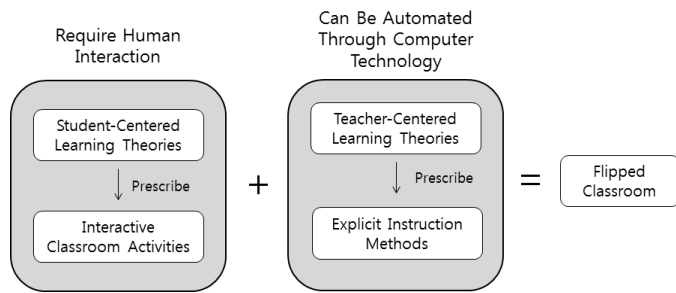 Require Human
Interaction
Student-Centered
Learning Theories
Prescribe
Interactive
Classroom Activities
+
Can Be Automated
Through Computer
Technology
Teacher-Centered
Learning Theories
Prescribe
Explicit Instruction
Methods
=
Flipped
Classroom